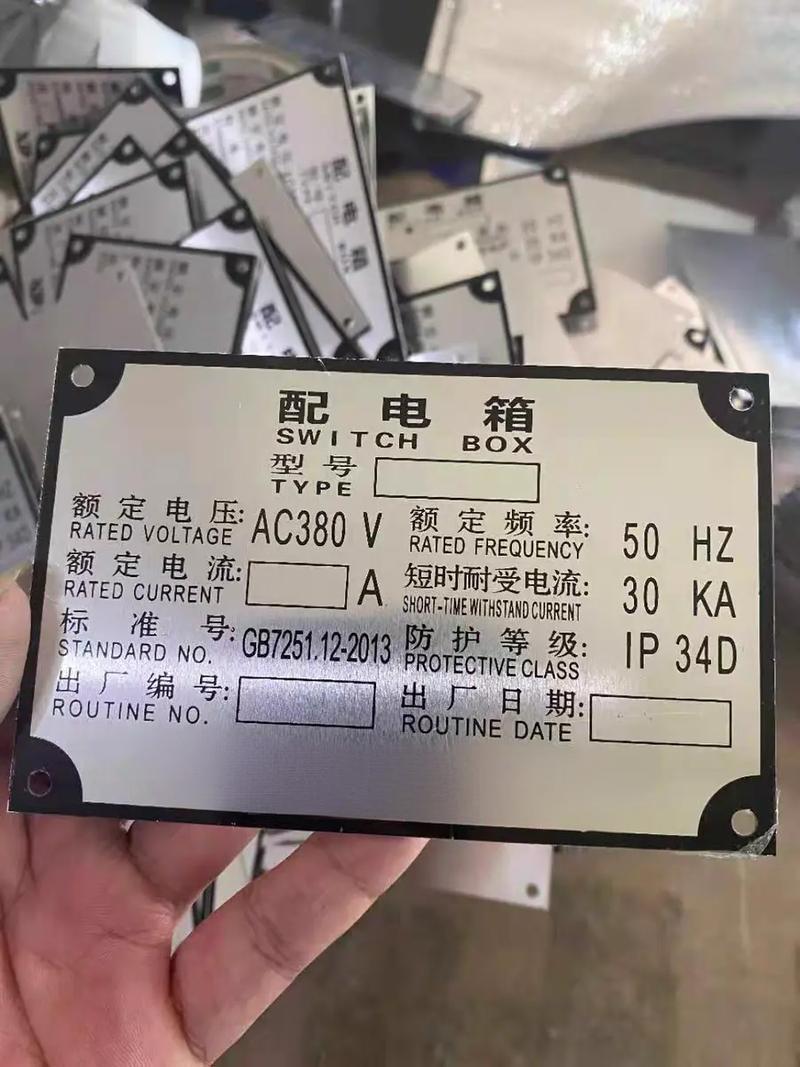 配电箱
SWITCH BOX
型号
TYPE
额定电压: AC380 V 额定频率: 50 HZ
RATED VOLTAGE RATED FREQUENCY
额定电流: A 短时耐受电流: 30 KA
RATED CURRENT SHORT-TIME WITHSTAND CURRENT
标准号: GB7251.12-2013 防护等级: IP 34D
STANDARD NO. PROTECTIVE CLASS
出厂编号: 出厂日期:
ROUTINE NO. ROUTINE DATE
配电箱